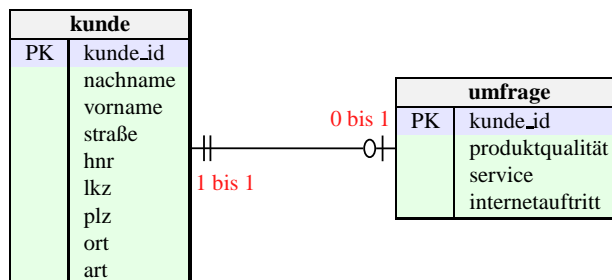 kunde
PK kunde_id
nachname
vorname
straße
hnr
lkz
plz
ort
art
1 bis 1
0 bis 1
umfrage
PK kunde_id
produktqualität
service
internetauftritt